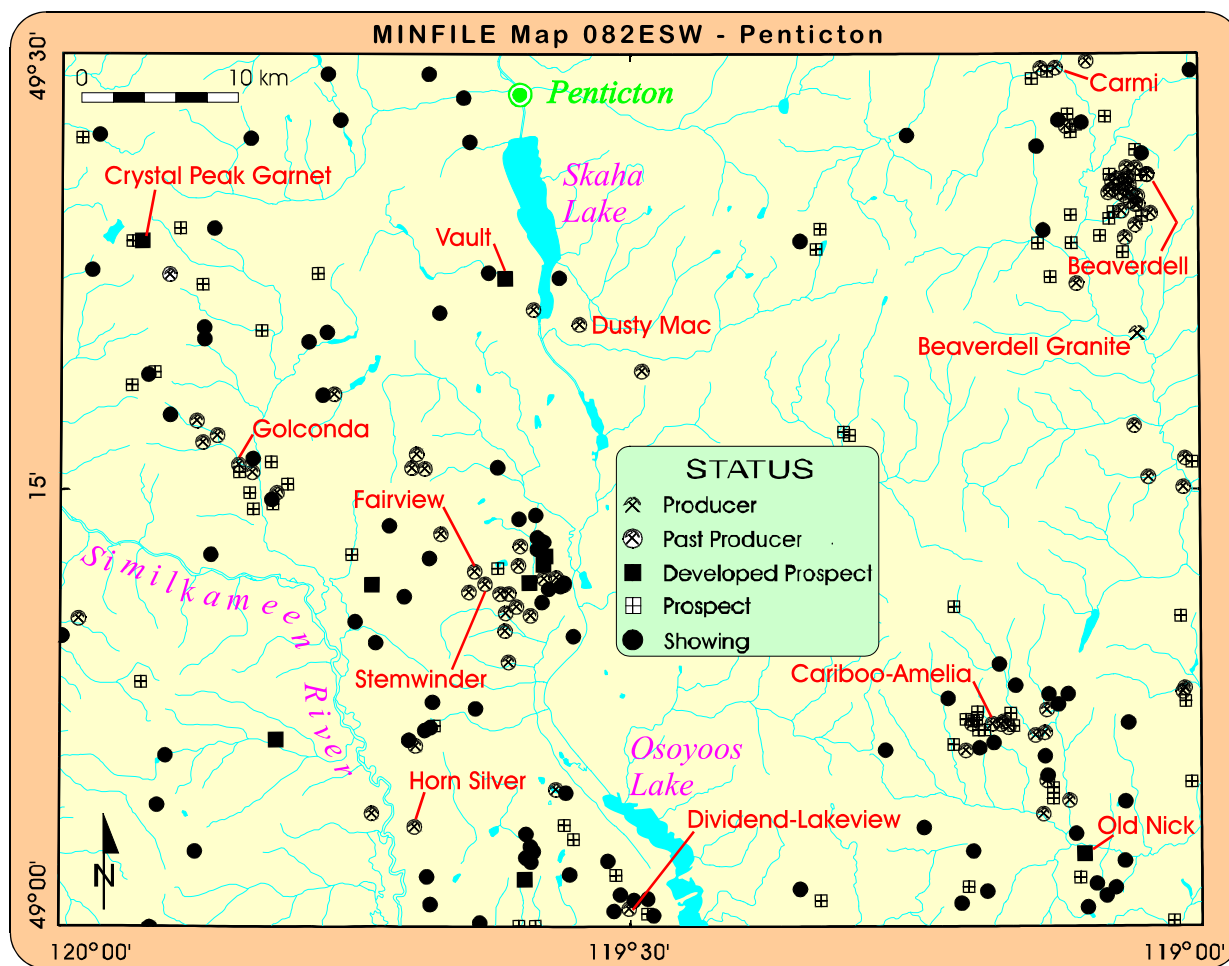 MINFILE Map 082ESW - Penticton
49°30'
0 10 km
Penticton
Carmi
Crystal Peak Garnet
Skaha
Lake
Vault
Beaverdell
Dusty Mac
Beaverdell Granite
Golconda
15'
Fairview
STATUS
Producer
Past Producer
Developed Prospect
Prospect
Showing
Similkameen
River
Stemwinder
Cariboo-Amelia
Osoyoos
Lake
Horn Silver
Dividend-Lakeview
Old Nick
N
49°00'
120°00'
119°30'
119°00'